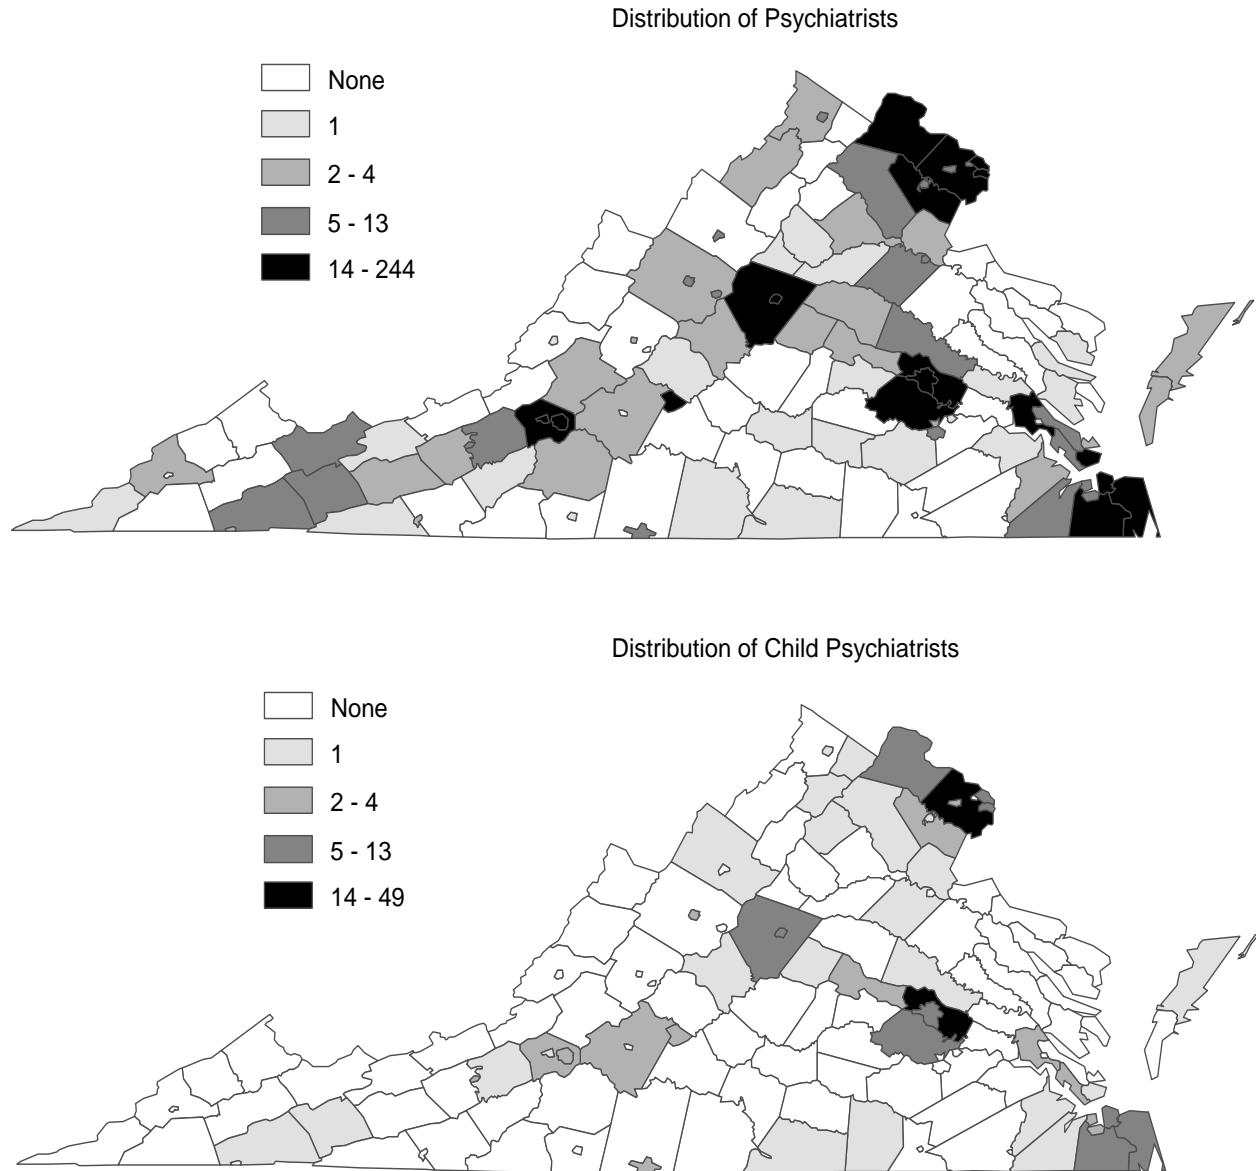 Distribution of Psychiatrists
None
1
2 - 4
5 - 13
14 - 244
Distribution of Child Psychiatrists
None
1
2 - 4
5 - 13
14 - 49